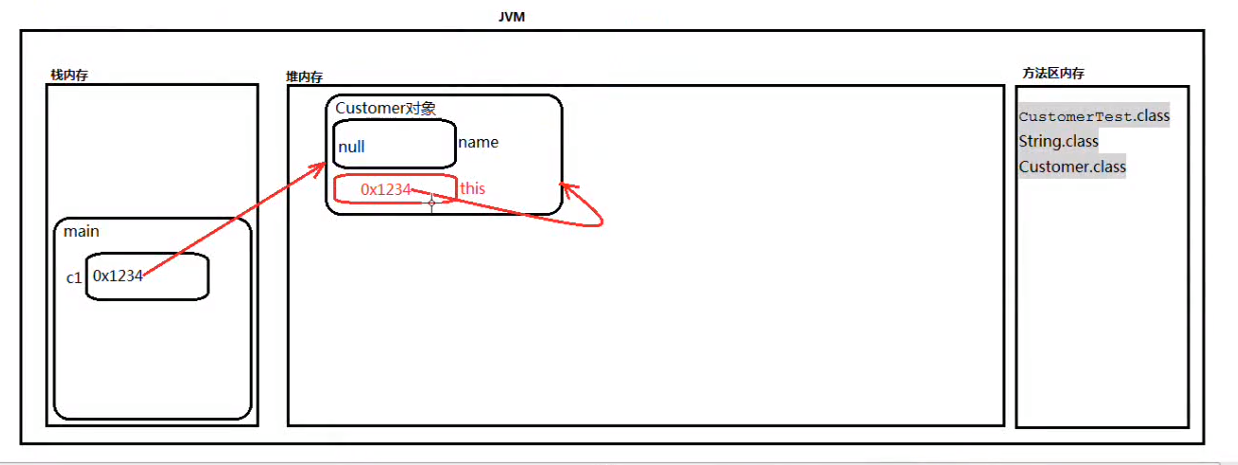 JVM
栈内存
堆内存
方法区内存
Customer对象
null
name
0x1234
this
main
c1
0x1234
CustomerTest.class
String.class
Customer.class